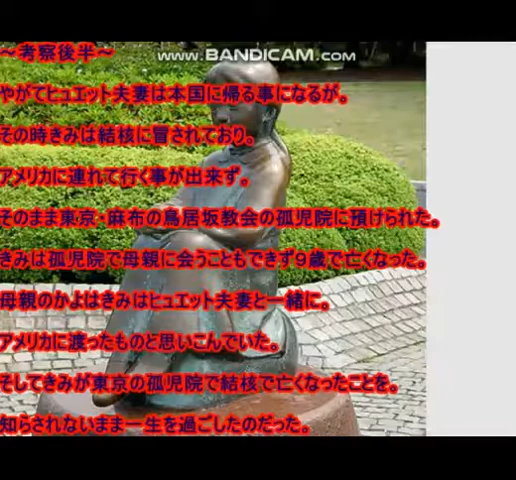 ～考察後半～
www.BANDICAM.com
やがてヒュエット夫妻は本国に帰る事になるが。
その時きみは結核に冒されており。
アメリカに連れて行く事が出来ず。
そのまま東京・麻布の鳥居坂教会の孤児院に預けられた。
きみは孤児院で母親に会うこともできず９歳で亡くなった。
母親のかよはきみはヒュエット夫妻と一緒に。
アメリカに渡ったものと思いこんでいた。
そしてきみが東京の孤児院で結核で亡くなったことを。
知らされないまま一生を過ごしたのだった。